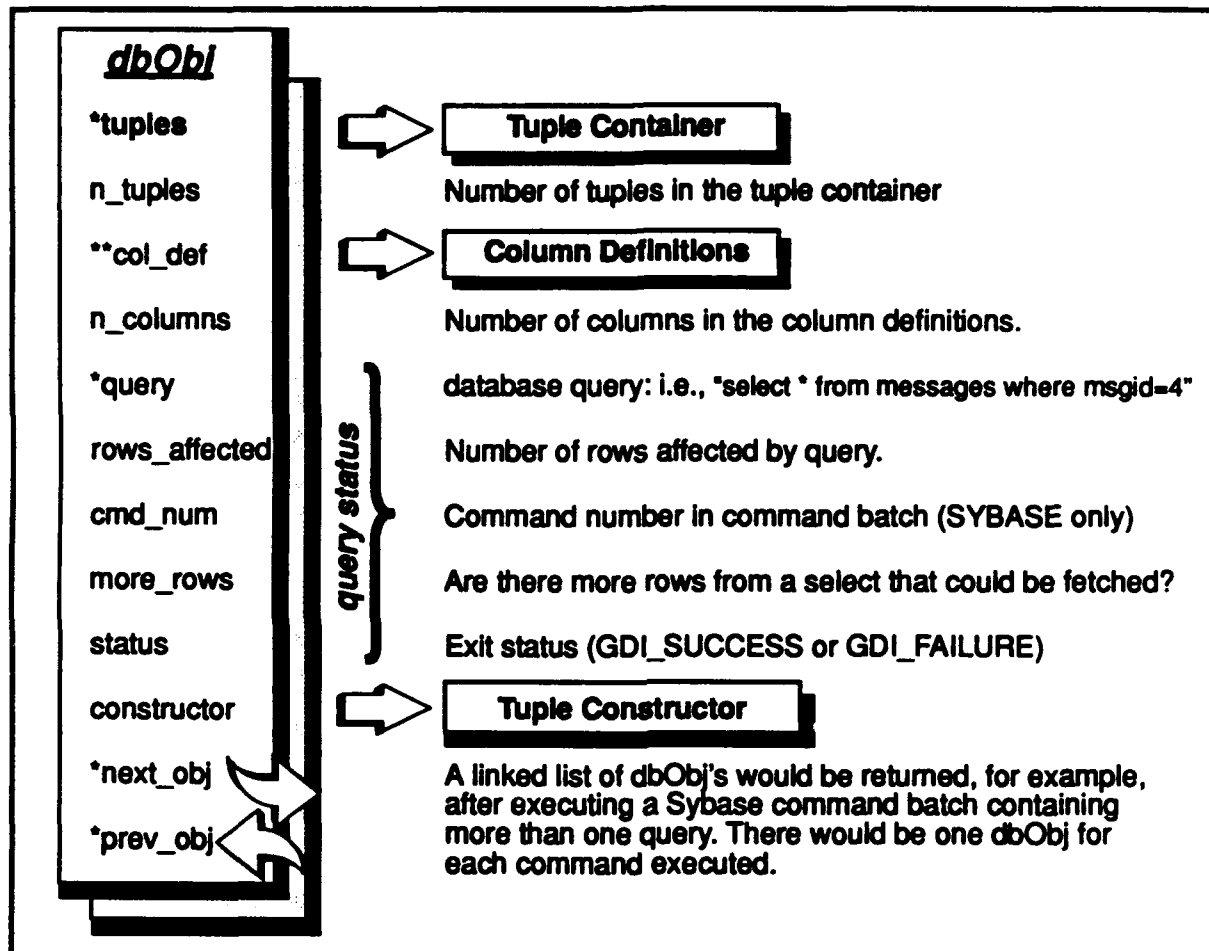 dbObj
*tuples
Tuple Container
n_tuples
Number of tuples in the tuple container
**col_def
Column Definitions
n_columns
Number of columns in the column definitions.
query status
*query
database query: i.e., "select * from messages where msgid=4"
rows_affected
Number of rows affected by query.
cmd_num
Command number in command batch (SYBASE only)
more_rows
Are there more rows from a select that could be fetched?
status
Exit status (GDI_SUCCESS or GDI_FAILURE)
constructor
Tuple Constructor
*next_obj
*prev_obj
A linked list of dbObj's would be returned, for example,
after executing a Sybase command batch containing
more than one query. There would be one dbObj for
each command executed.